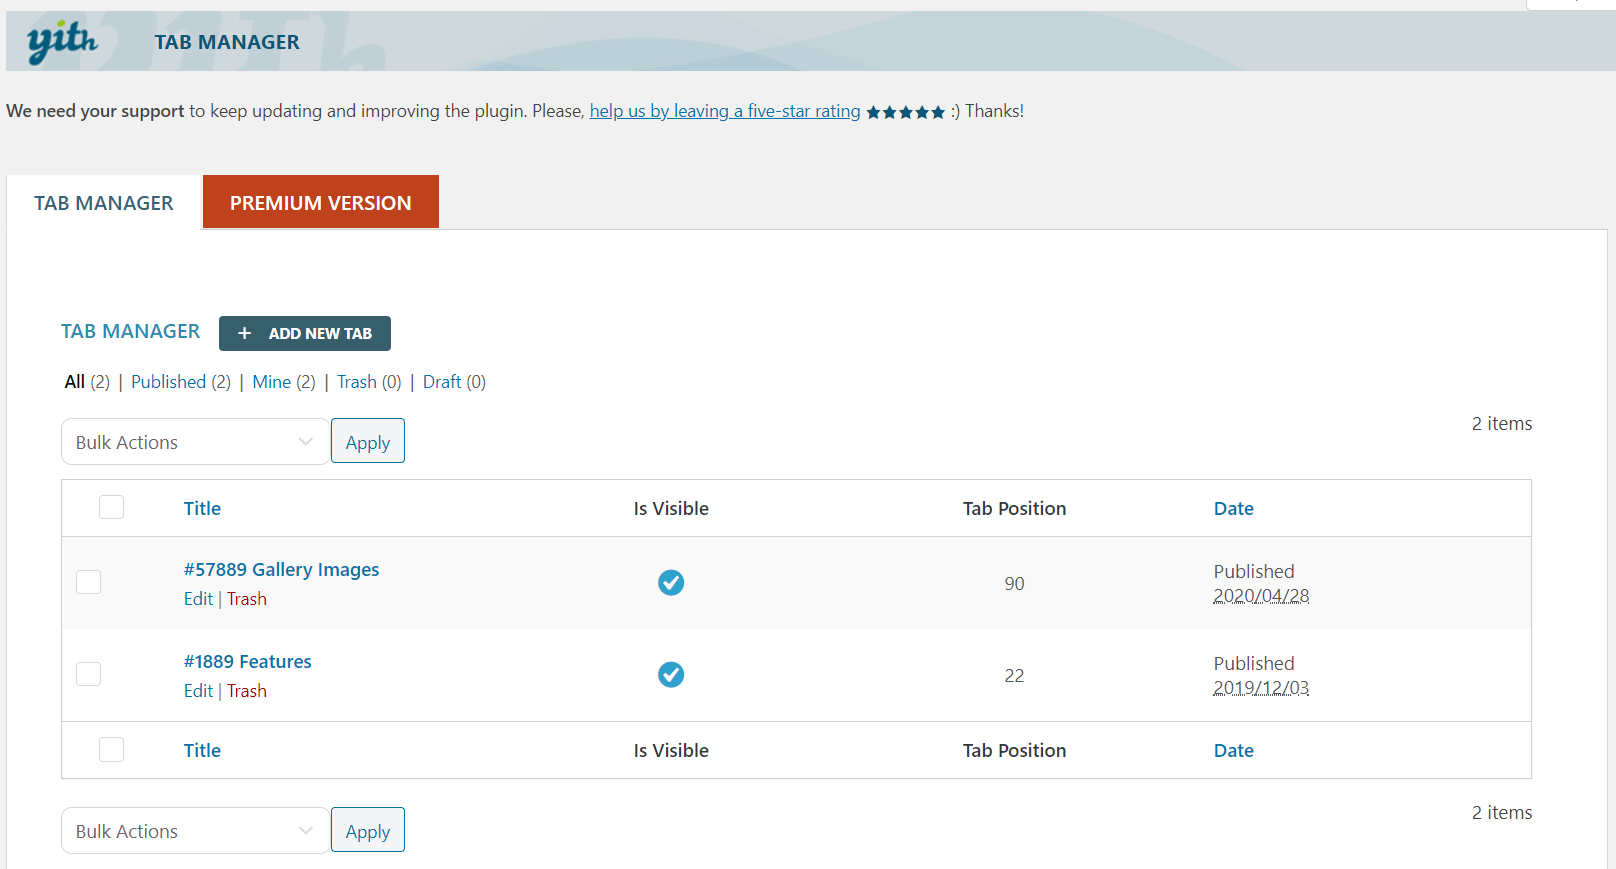 yith TAB MANAGER
We need your support to keep updating and improving the plugin. Please, help us by leaving a five-star rating ★★★★★ :) Thanks!
TAB MANAGER PREMIUM VERSION
TAB MANAGER + ADD NEW TAB
All (2) | Published (2) | Mine (2) | Trash (0) | Draft (0)
Bulk Actions Apply 2 items
Title Is Visible Tab Position Date
#57889 Gallery Images 90 Published
Edit | Trash 2020/04/28
#1889 Features 22 Published
Edit | Trash 2019/12/03
Title Is Visible Tab Position Date
Bulk Actions Apply 2 items